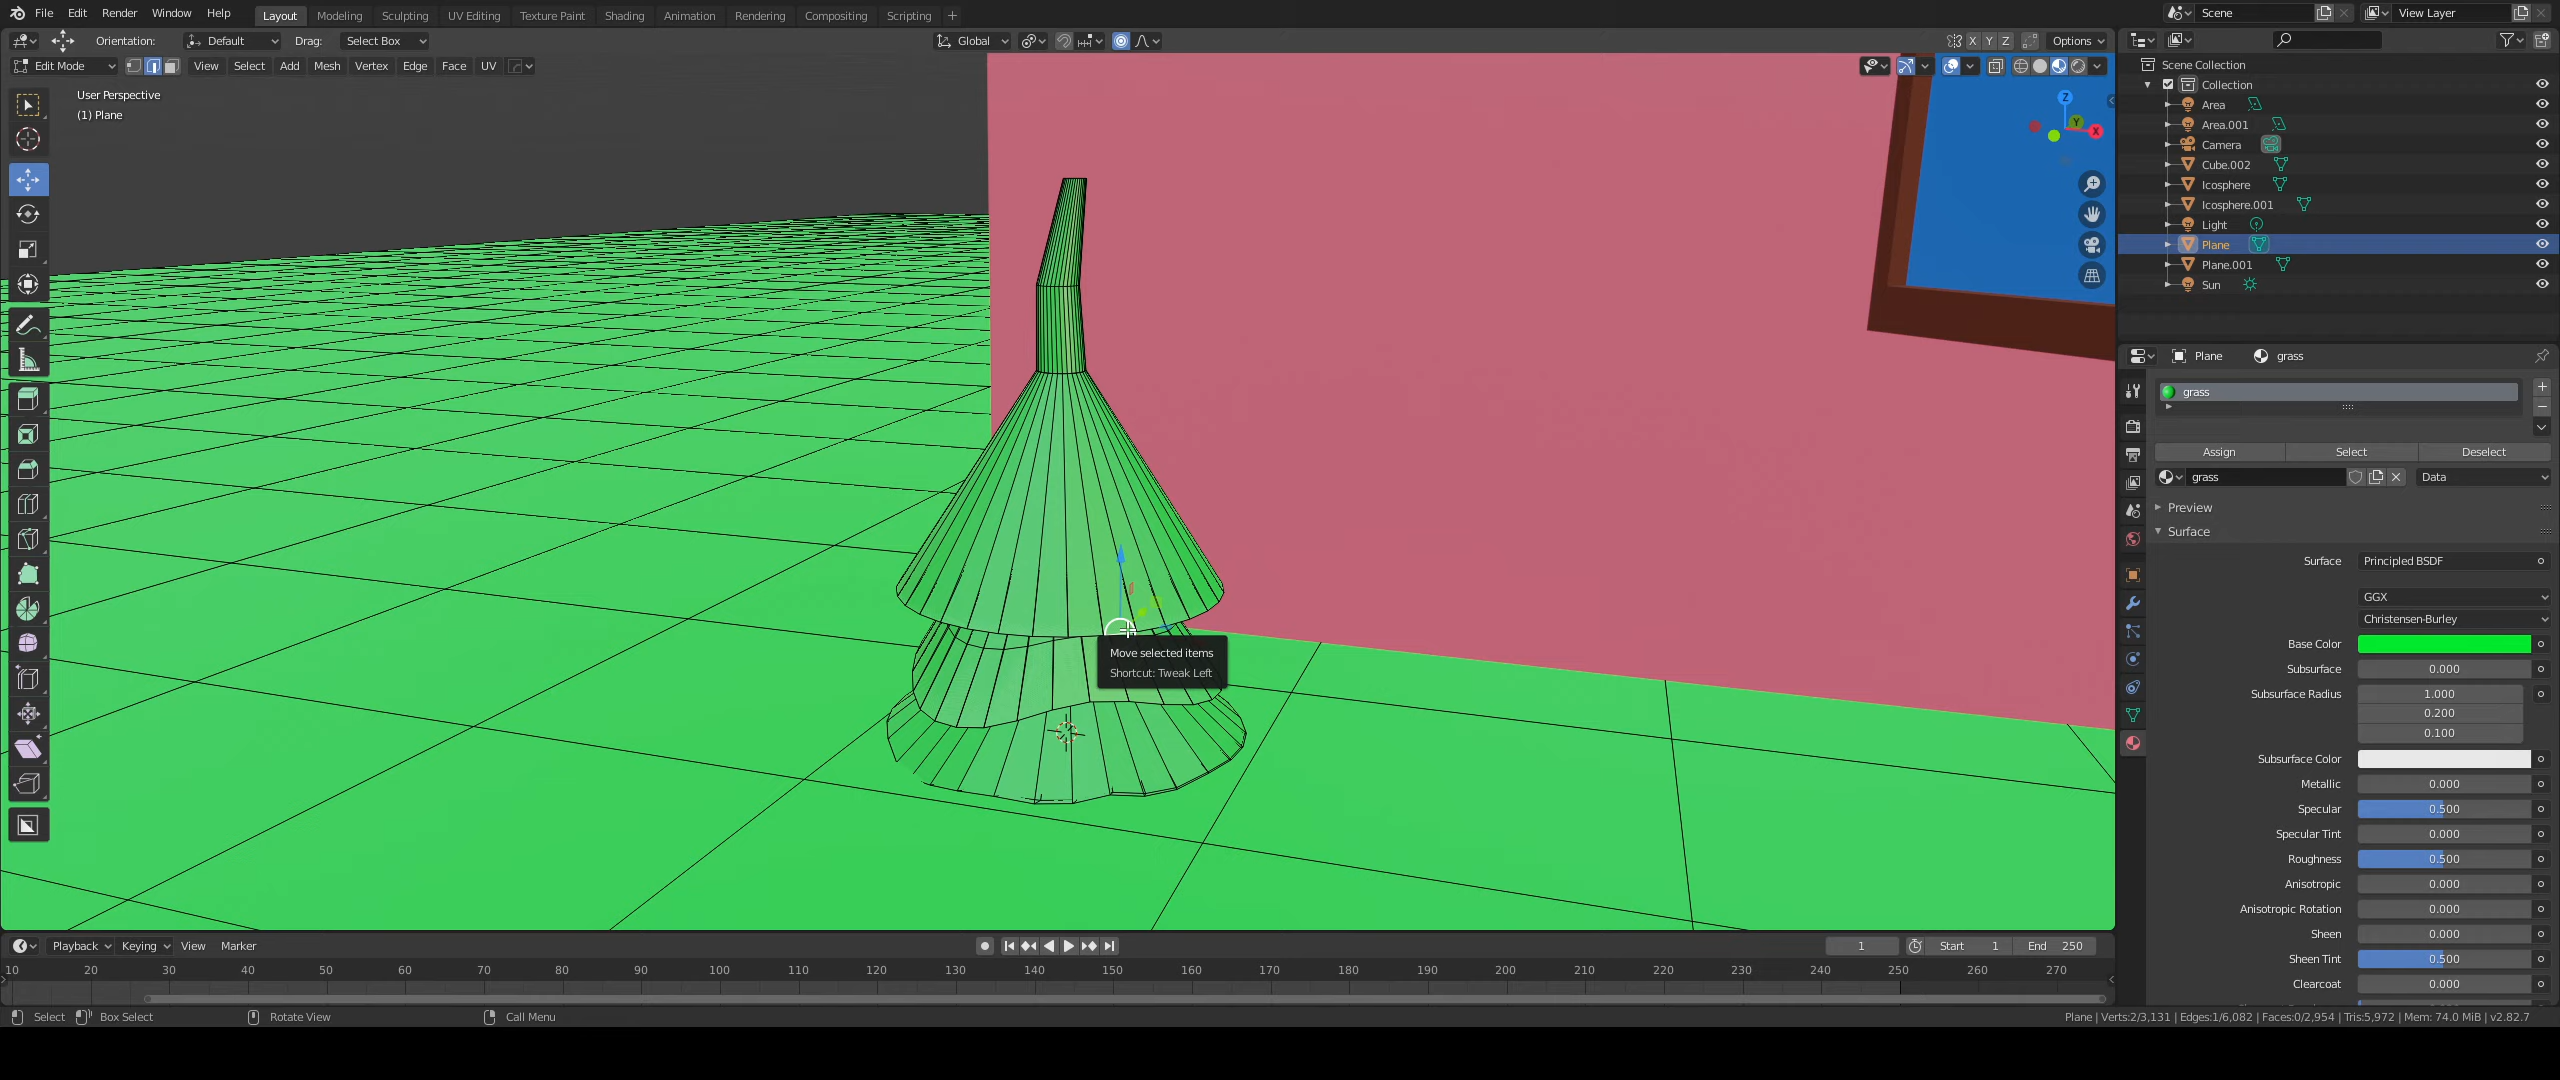 File Edit Render Window Help Layout Modeling Sculpting UV Editing Texture Paint Shading Animation Rendering Compositing Scripting + Scene View Layer
Orientation: Default Drag: Select Box Global X Y Z Options
Edit Mode View Select Add Mesh Vertex Edge Face UV
User Perspective
(1) Plane
Z
Y
X
Move selected items
Shortcut: Tweak Left
Scene Collection
Collection
Area
Area.001
Camera
Cube.002
Icosphere
Icosphere.001
Light
Plane
Plane.001
Sun
Plane grass
grass
Assign Select Deselect
grass Data
Preview
Surface
Surface Principled BSDF
GGX
Christensen-Burley
Base Color
Subsurface 0.000
Subsurface Radius 1.000
0.200
0.100
Subsurface Color
Metallic 0.000
Specular 0.500
Specular Tint 0.000
Roughness 0.500
Anisotropic 0.000
Anisotropic Rotation 0.000
Sheen 0.000
Sheen Tint 0.500
Clearcoat 0.000
Playback Keying View Marker 1 Start 1 End 250
10 20 30 40 50 60 70 80 90 100 110 120 130 140 150 160 170 180 190 200 210 220 230 240 250 260 270
Select Box Select Rotate View Call Menu Plane | Verts:2/3,131 | Edges:1/6,082 | Faces:0/2,954 | Tris:5,972 | Mem: 74.0 MiB | v2.82.7